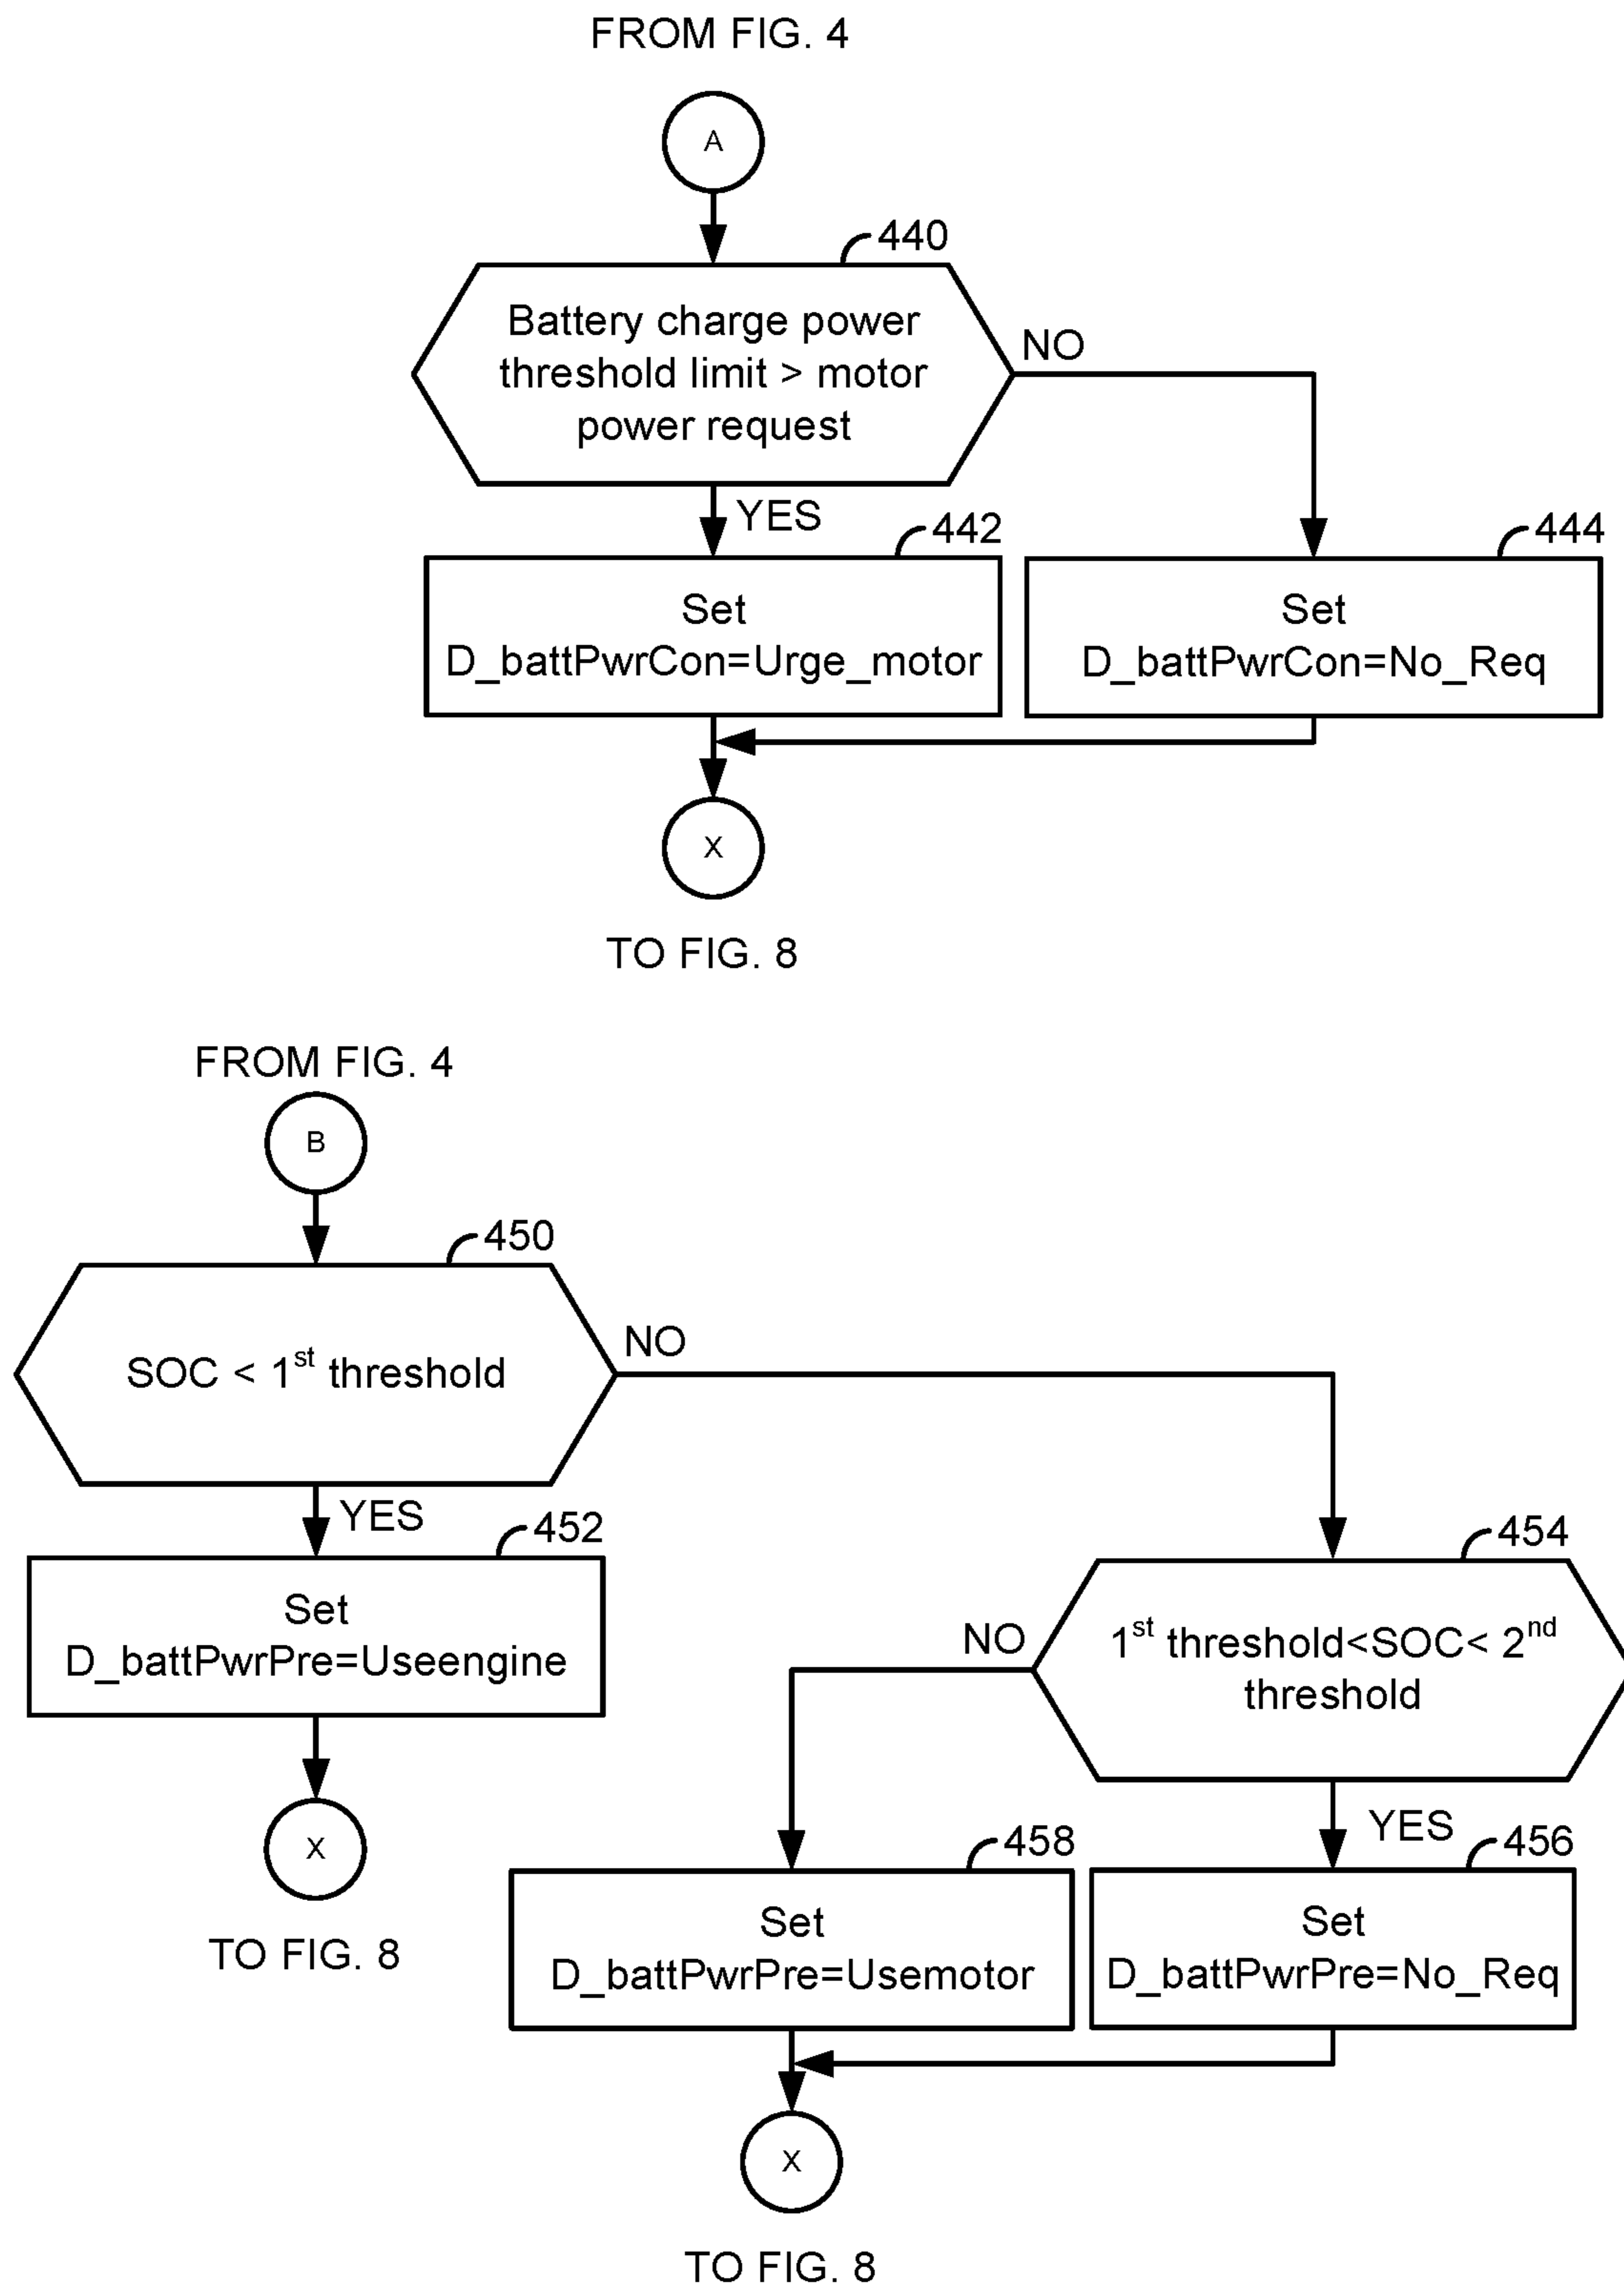 FROM FIG. 4
A
440
Battery charge power
threshold limit > motor
power request
NO
YES
442
444
Set
D_battPwrCon=Urge_motor
Set
D_battPwrCon=No_Req
X
TO FIG. 8
FROM FIG. 4
B
450
SOC < 1st threshold
NO
YES
452
Set
D_battPwrPre=Useengine
454
1st threshold<SOC< 2nd
threshold
NO
YES
X
TO FIG. 8
458
456
Set
D_battPwrPre=Usemotor
Set
D_battPwrPre=No_Req
X
TO FIG. 8